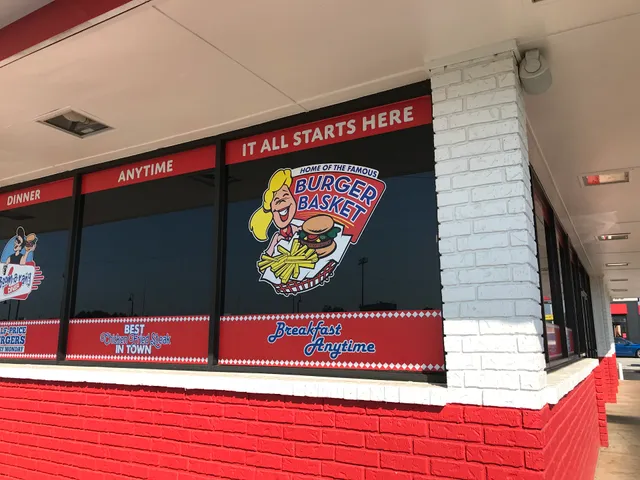 DINNER
ANYTIME
IT ALL STARTS HERE
HOME OF THE FAMOUS
BURGER
BASKET
BEST
Chicken Fried Steak
IN TOWN
Breakfast
Anytime